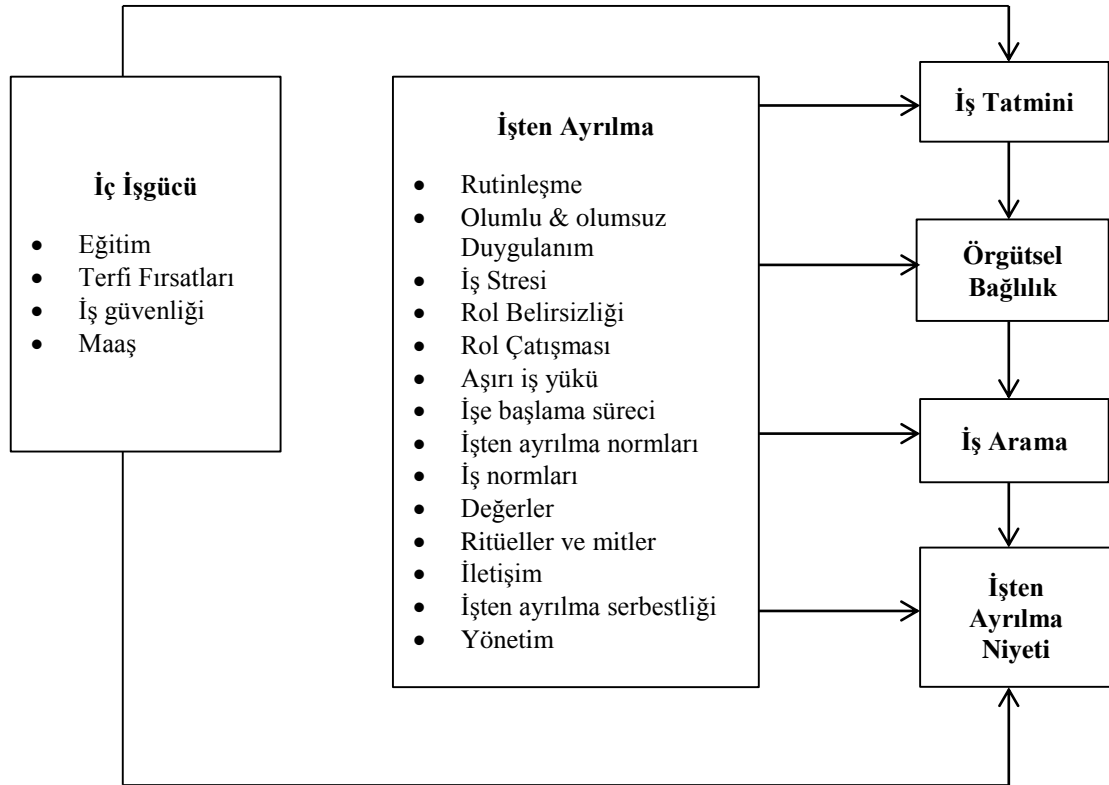 İç İşgücü
• Eğitim
• Terfi Fırsatları
• İş güvenliği
• Maaş
İşten Ayrılma
• Rutinleşme
• Olumlu & olumsuz
Duygulanım
• İş Stresi
• Rol Belirsizliği
• Rol Çatışması
• Aşırı iş yükü
• İşe başlama süreci
• İşten ayrılma normları
• İş normları
• Değerler
• Ritüeller ve mitler
• İletişim
• İşten ayrılma serbestliği
• Yönetim
İş Tatmini
Örgütsel
Bağlılık
İş Arama
İşten
Ayrılma
Niyeti